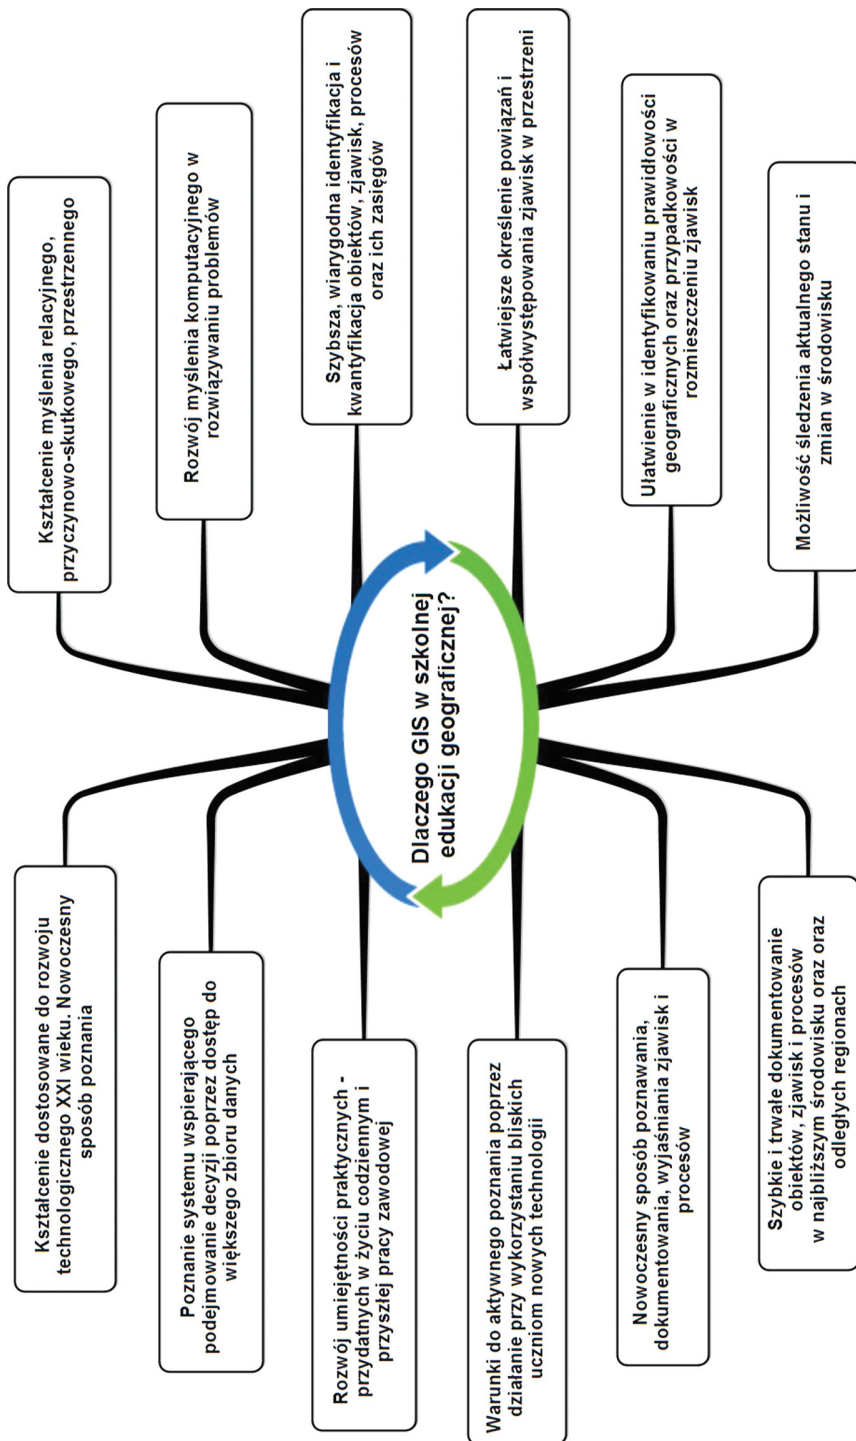 Dlaczego GIS w szkolnej
edukacji geograficznej?
Kształcenie dostosowane do rozwoju
technologicznego XXI wieku. Nowoczesny
sposób poznania
Poznanie systemu wspierającego
podejmowanie decyzji poprzez dostęp do
większego zbioru danych
Rozwój umiejętności praktycznych -
przydatnych w życiu codziennym i
przyszłej pracy zawodowej
Warunki do aktywnego poznania poprzez
działanie przy wykorzystaniu bliskich
uczniom nowych technologii
Nowoczesny sposób poznawania,
dokumentowania, wyjaśniania zjawisk i
procesów
Szybkie i trwałe dokumentowanie
obiektów, zjawisk i procesów
w najbliższym środowisku oraz oraz
odległych regionach
Kształcenie myślenia relacyjnego,
przyczynowo-skutkowego, przestrzennego
Rozwój myślenia komputacyjnego w
rozwiązywaniu problemów
Szybsza, wiarygodna identyfikacja i
kwantyfikacja obiektów, zjawisk, procesów
oraz ich zasięgów
Łatwiejsze określenie powiązań i
współwystępowania zjawisk w przestrzeni
Ułatwienie w identyfikowaniu prawidłowości
geograficznych oraz przypadkowości w
rozmieszczeniu zjawisk
Możliwość śledzenia aktualnego stanu i
zmian w środowisku